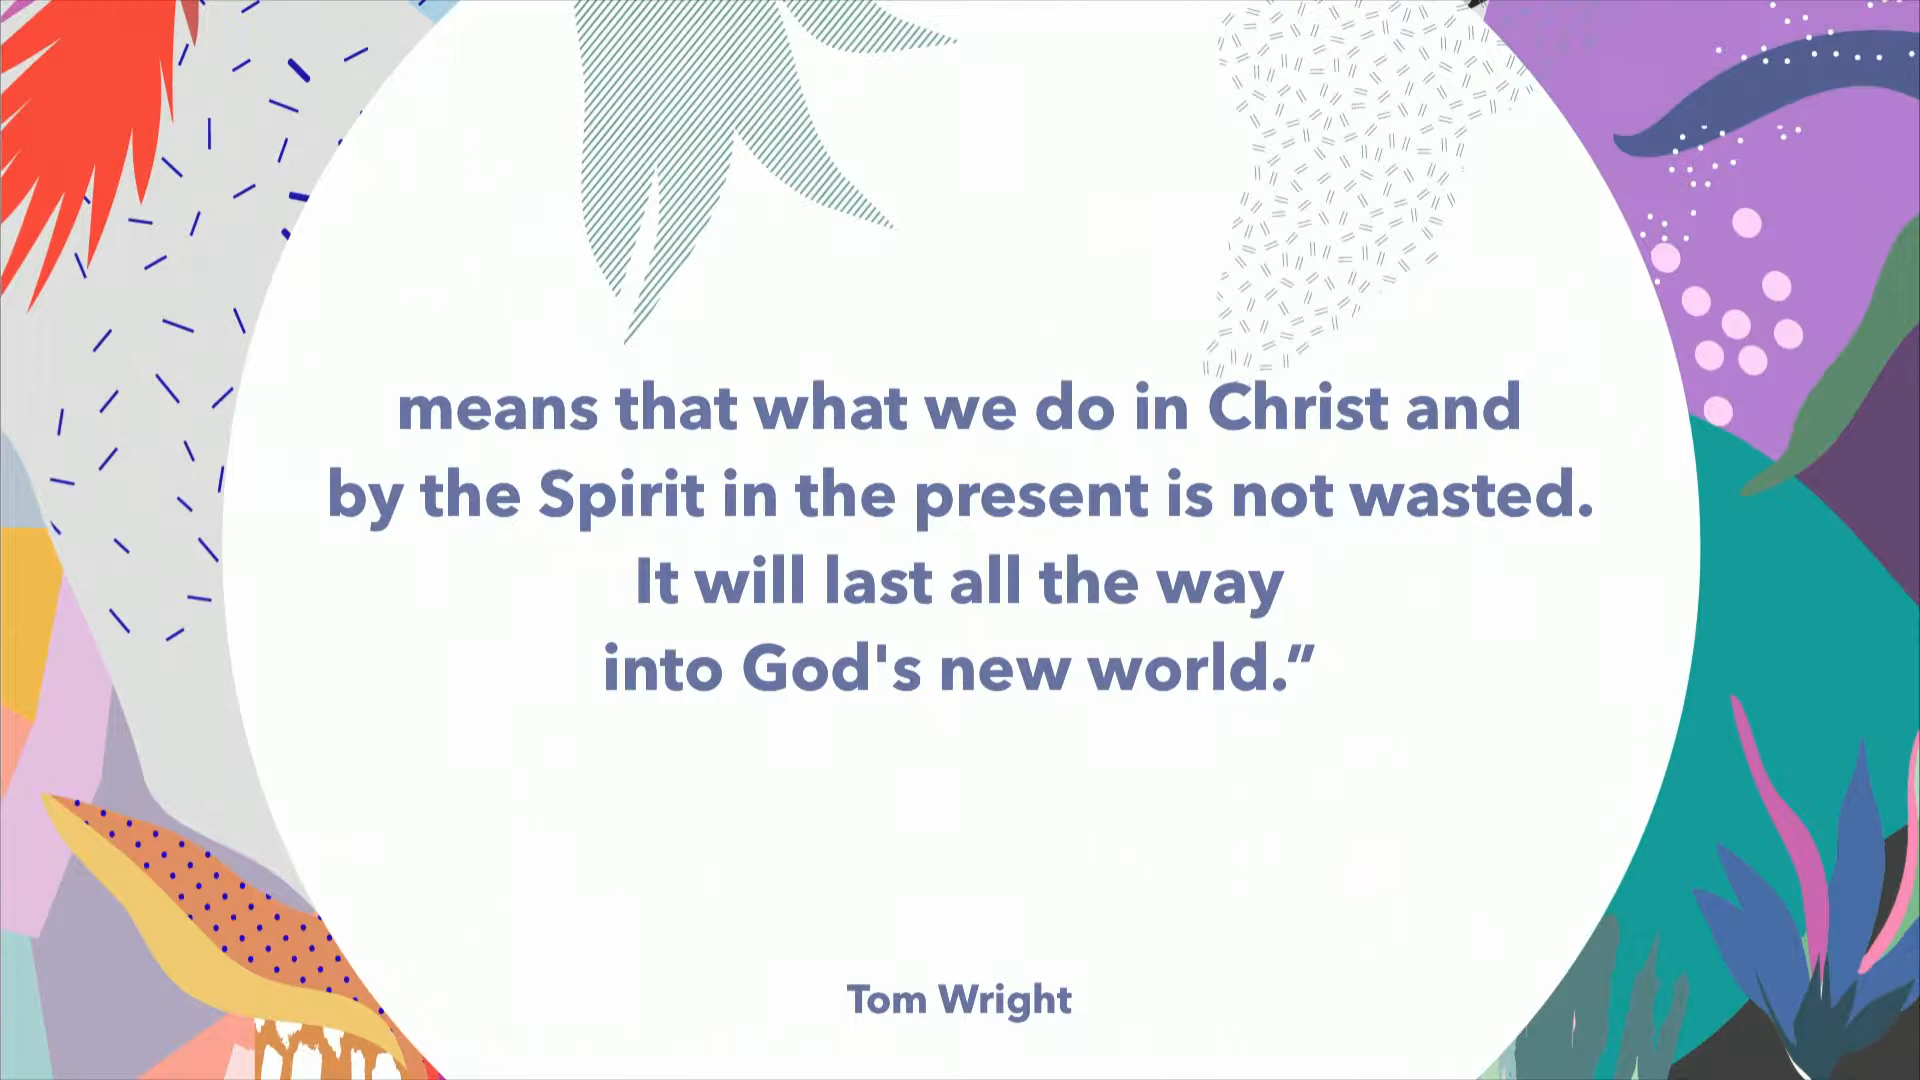 means that what we do in Christ and
by the Spirit in the present is not wasted.
It will last all the way
into God's new world.”
Tom Wright